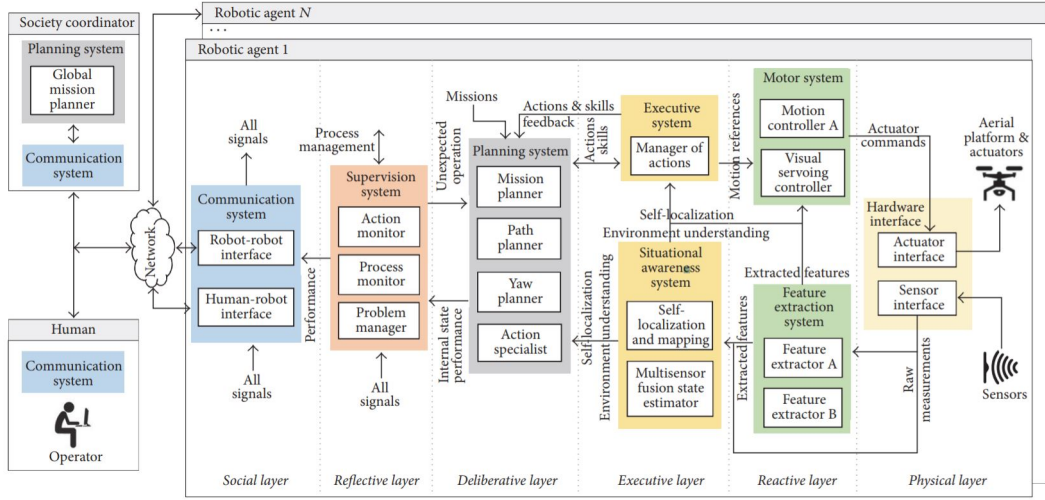 Robotic agent N
...
Society coordinator
Planning system
Global
mission
planner
Communication
system
Human
Communication
system
Operator
Network
Robotic agent 1
All
signals
Communication
system
Robot-robot
interface
Human-robot
interface
All
signals
Social layer
Process
management
Supervision
system
Action
monitor
Process
monitor
Problem
manager
All
signals
Performance
Reflective layer
Unexpected
operation
Internal state
performance
Missions
Planning system
Mission
planner
Path
planner
Yaw
planner
Action
specialist
Deliberative layer
Actions & skills
feedback
Actions
skills
Executive
system
Manager
of actions
Self-localization
Environment understanding
Self-localization
Environment understanding
Situational
awareness
system
Self-
localization
and mapping
Multisensor
fusion state
estimator
Executive layer
Motion references
Motor system
Motion
controller A
Visual
servoing
controller
Extracted features
Extracted features
Feature
extraction
system
Feature
extractor A
Feature
extractor B
Reactive layer
Actuator
commands
Aerial
platform &
actuators
Hardware
interface
Actuator
interface
Sensor
interface
Raw
measurements
Sensors
Physical layer